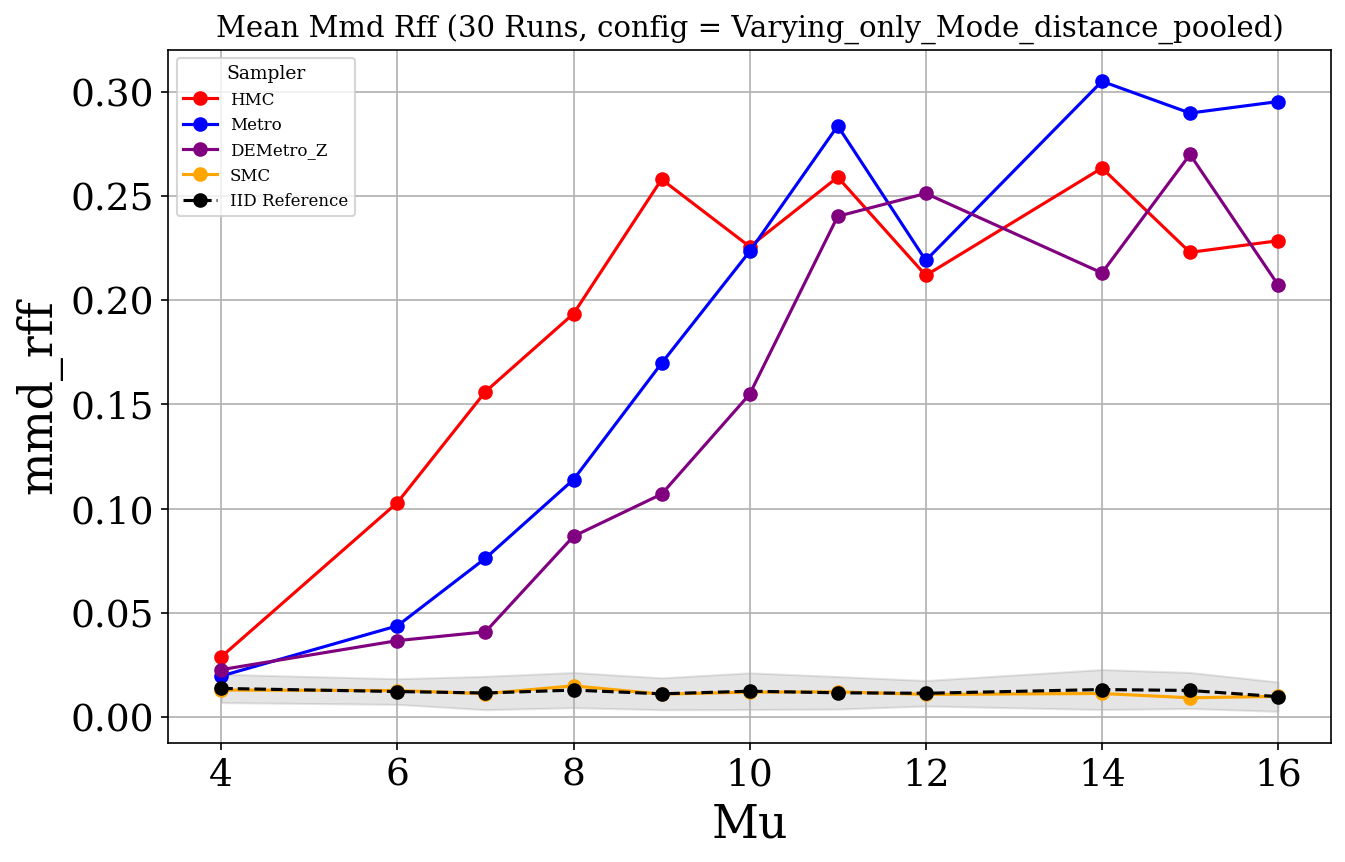 Mean Mmd Rff (30 Runs, config = Varying_only_Mode_distance_pooled)
Sampler
HMC
Metro
DEMetro_Z
SMC
IID Reference
mmd_rff
0.30
0.25
0.20
0.15
0.10
0.05
0.00
4 6 8 10 12 14 16
Mu